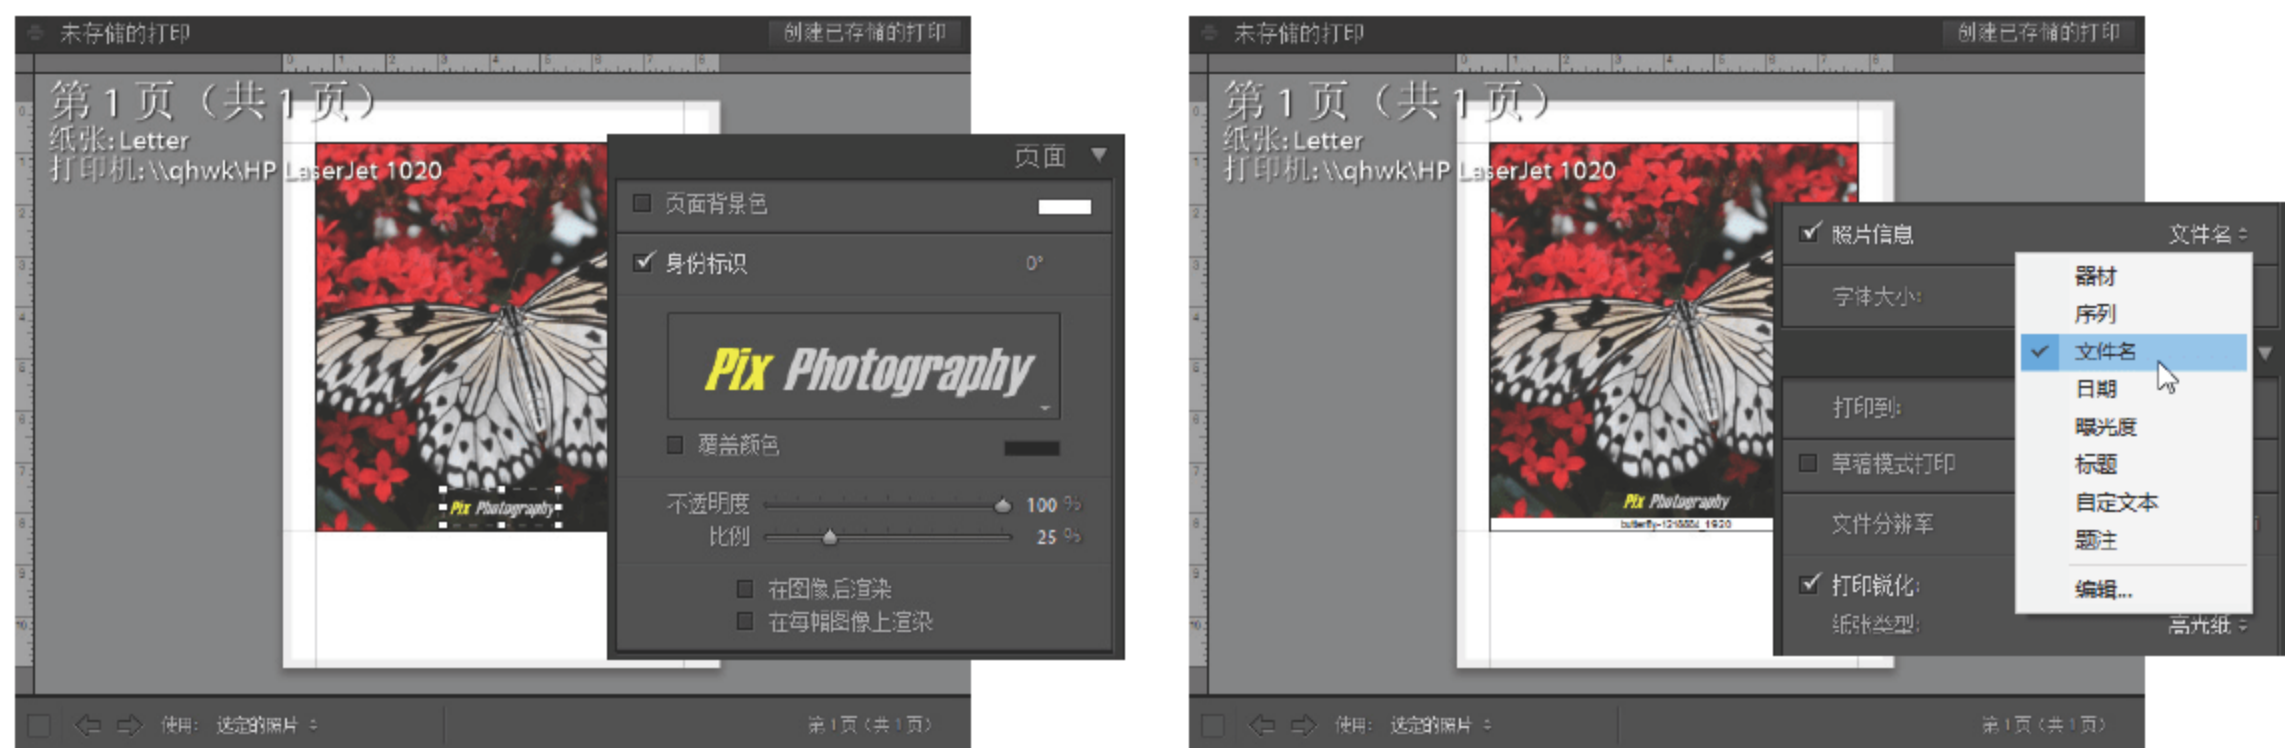 未存储的打印
创建已存储的打印
第 1 页（共 1 页）
纸张: Letter
打印机: \\qhwk\HP LaserJet 1020
Pix Photography
页面
页面背景色
身份标识 0°
Pix Photography
覆盖颜色
不透明度 100 %
比例 25 %
在图像后渲染
在每幅图像上渲染
使用: 选定的照片
第 1 页（共 1 页）
未存储的打印
创建已存储的打印
第 1 页（共 1 页）
纸张: Letter
打印机: \\qhwk\HP LaserJet 1020
Pix Photography
照片信息 文件名
字体大小:
器材
序列
文件名
日期
曝光度
标题
自定文本
题注
编辑...
打印到:
草稿模式打印
文件分辨率
打印锐化:
纸张类型: 高光纸
使用: 选定的照片
第 1 页（共 1 页）